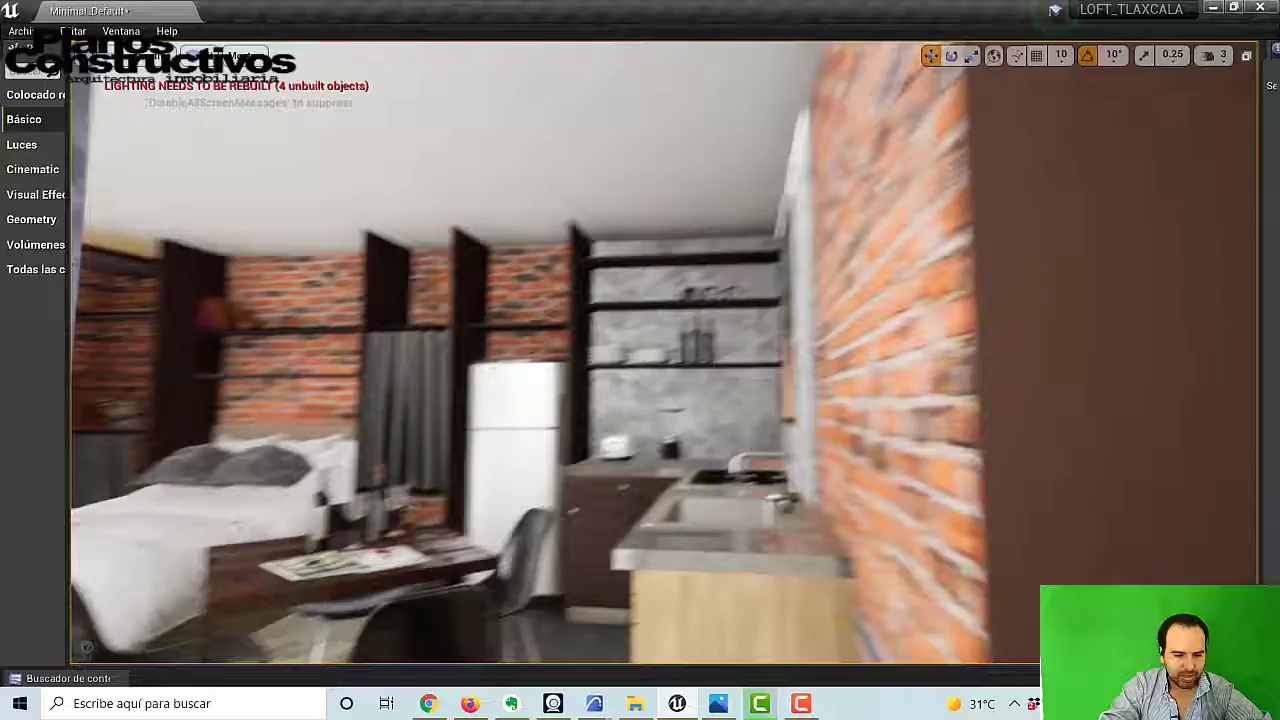 Minimal_Default*
LOFT_TLAXCALA
Editar Ventana Help
Planos
Constructivos
Arquitectura inmobiliaria
LIGHTING NEEDS TO BE REBUILT (4 unbuilt objects)
'DisableAllScreenMessages' to suppress
10 10° 0.25 3
Colocado re
Básico
Luces
Cinematic
Visual Effe
Geometry
Volúmenes
Todas las c
Se
Buscador de conte
Escribe aquí para buscar
31°C